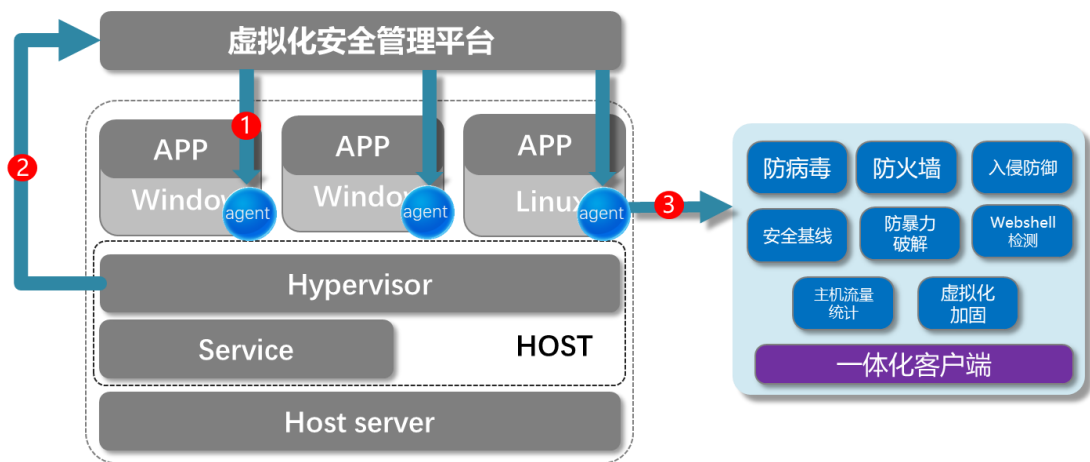 虚拟化安全管理平台
1
2
APP
APP
APP
Window
Window
Linux
agent
agent
agent
3
Hypervisor
Service
HOST
Host server
防病毒
防火墙
入侵防御
安全基线
防暴力
破解
Webshell
检测
主机流量
统计
虚拟化
加固
一体化客户端